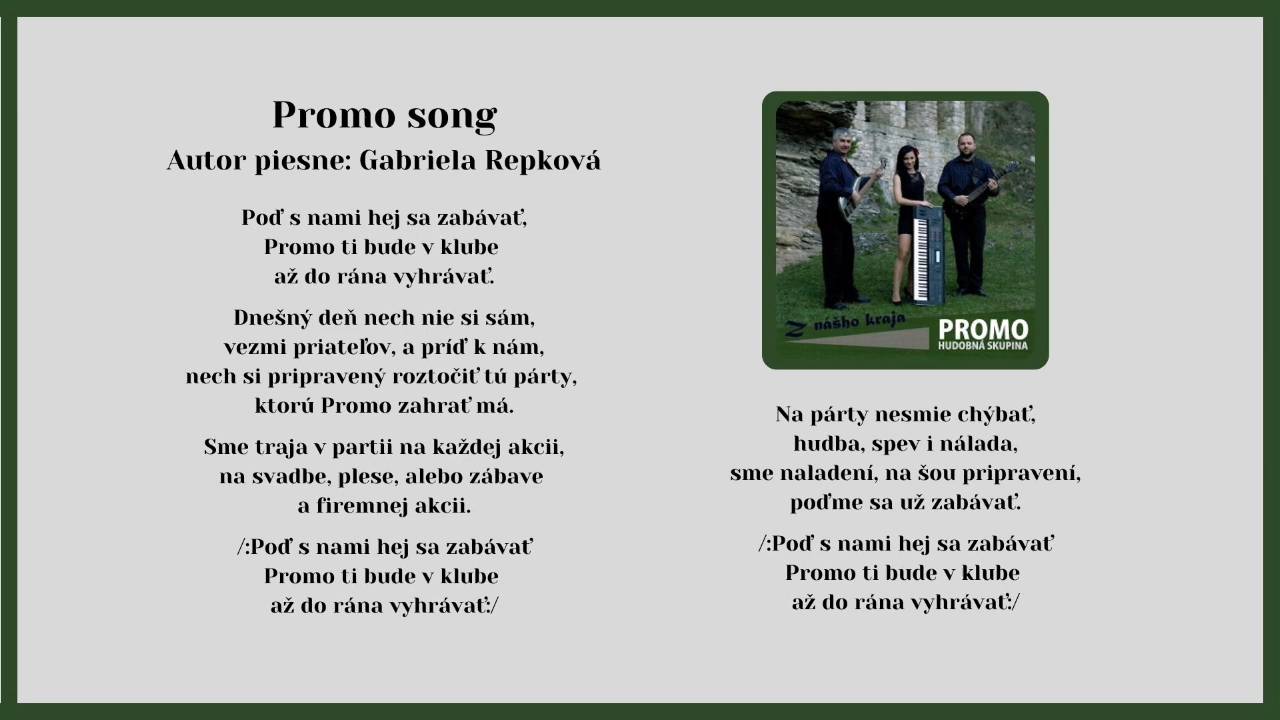 Promo song
Autor piesne: Gabriela Repková
Poď s nami hej sa zabávať,
Promo ti bude v klube
až do rána vyhrávať.
Dnešný deň nech nie si sám,
vezmi priateľov, a príď k nám,
nech si pripravený roztočiť tú párty,
ktorú Promo zahrať má.
Sme traja v partii na každej akcii,
na svadbe, plese, alebo zábave
a firemnej akcii.
/:Poď s nami hej sa zabávať
Promo ti bude v klube
až do rána vyhrávať:/
Z nášho kraja
PROMO
HUDOBNÁ SKUPINA
Na párty nesmie chýbať,
hudba, spev i nálada,
sme naladení, na šou pripravení,
poďme sa už zabávať.
/:Poď s nami hej sa zabávať
Promo ti bude v klube
až do rána vyhrávať:/